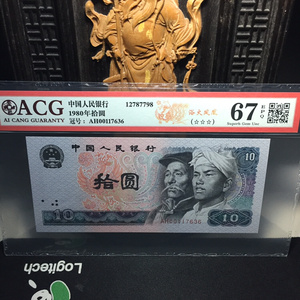 ACG
AI CANG GUARANTY
中国人民银行 12787798
1980年拾圆
冠号：AH00117636
(☆☆☆)
67 EPQ
Superb Gem Unc
中国人民银行
10
拾圆
AH00117636
10
10
Logitech